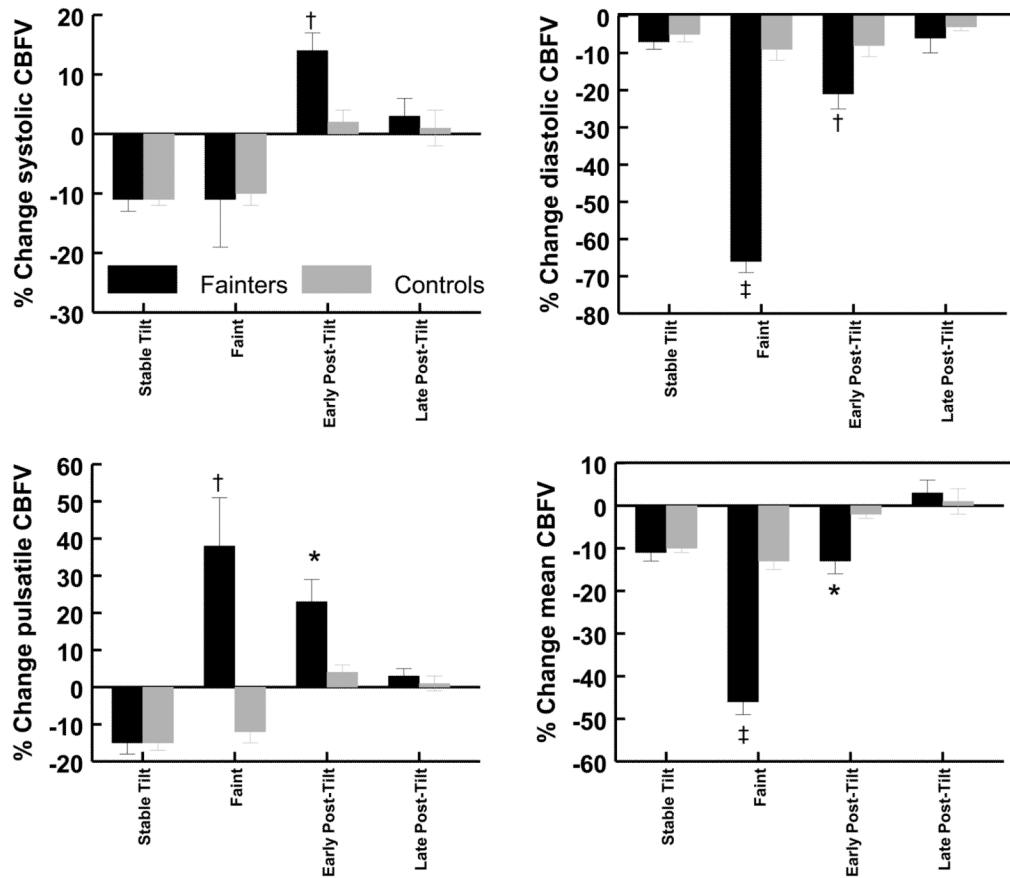 % Change systolic CBFV
20
†
10
0
-10
-20
Fainters
Controls
-30
Stable Tilt
Faint
Early Post-Tilt
Late Post-Tilt
% Change diastolic CBFV
0
-10
-20
-30
†
-40
-50
-60
-70
‡
-80
Stable Tilt
Faint
Early Post-Tilt
Late Post-Tilt
% Change pulsatile CBFV
60
†
50
40
*
30
20
10
0
-10
-20
Stable Tilt
Faint
Early Post-Tilt
Late Post-Tilt
% Change mean CBFV
10
0
-10
-20
*
-30
-40
-50
‡
-60
Stable Tilt
Faint
Early Post-Tilt
Late Post-Tilt